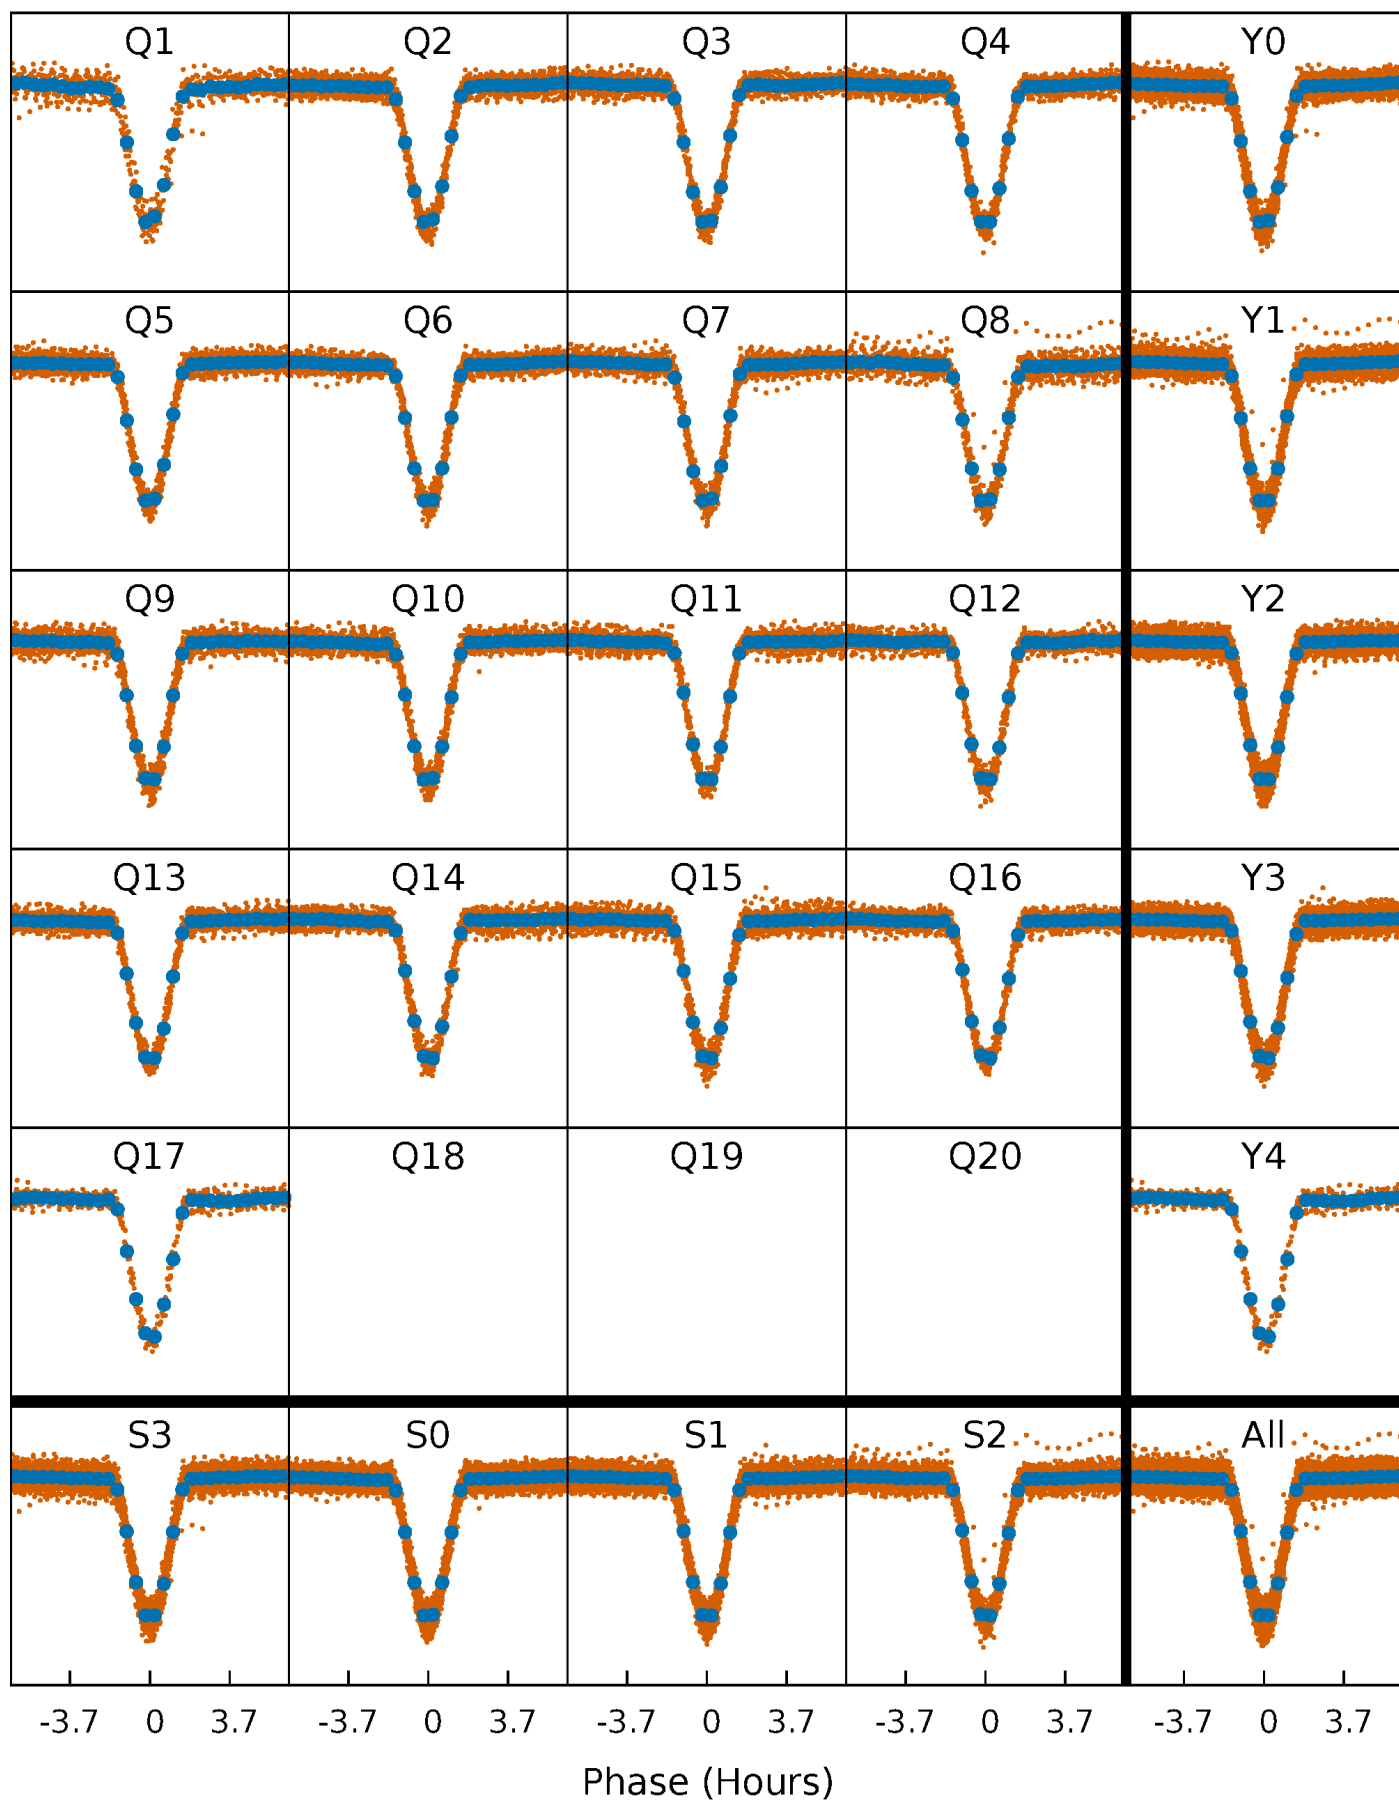 Q1 Q2 Q3 Q4 Y0
Q5 Q6 Q7 Q8 Y1
Q9 Q10 Q11 Q12 Y2
Q13 Q14 Q15 Q16 Y3
Q17 Q18 Q19 Q20 Y4
S3 S0 S1 S2 All
-3.7 0 3.7 -3.7 0 3.7 -3.7 0 3.7 -3.7 0 3.7 -3.7 0 3.7
Phase (Hours)